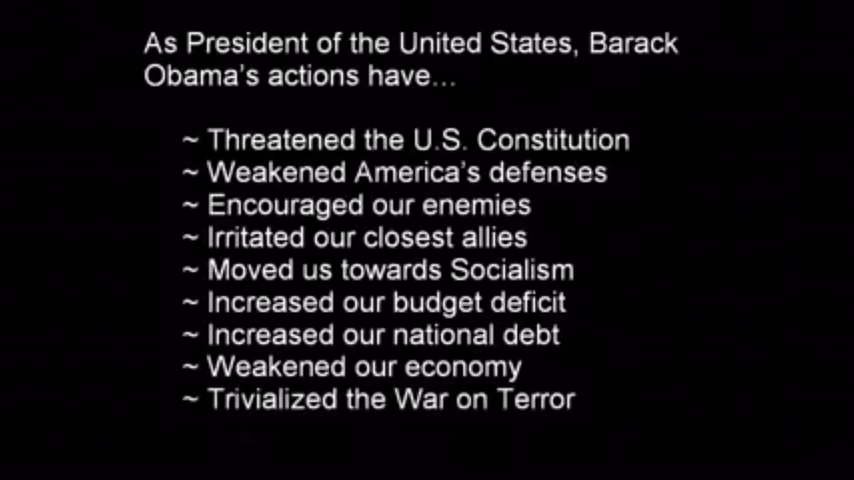 As President of the United States, Barack
Obama's actions have...
~ Threatened the U.S. Constitution
~ Weakened America's defenses
~ Encouraged our enemies
~ Irritated our closest allies
~ Moved us towards Socialism
~ Increased our budget deficit
~ Increased our national debt
~ Weakened our economy
~ Trivialized the War on Terror